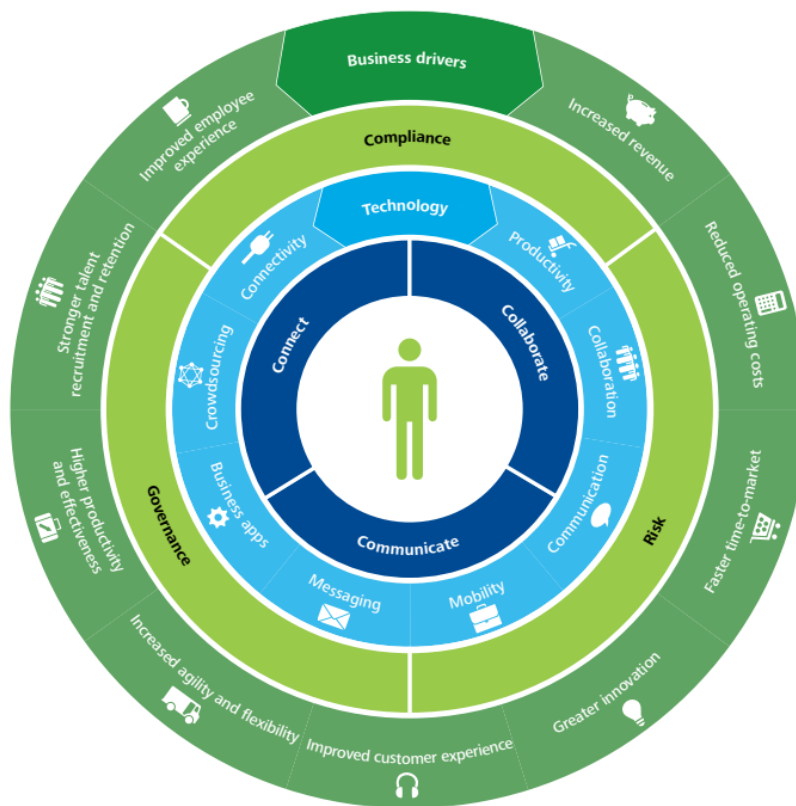 Business drivers
Increased revenue
Reduced operating
costs
Faster time-to-market
Greater innovation
Improved customer experience
Increased agility and flexibility
Higher productivity
and effectiveness
Stronger talent
recruitment and retention
Improved employee
experience
Compliance
Risk
Governance
Technology
Productivity
Collaboration
Communication
Mobility
Messaging
Business apps
Crowdsourcing
Connectivity
Connect
Collaborate
Communicate